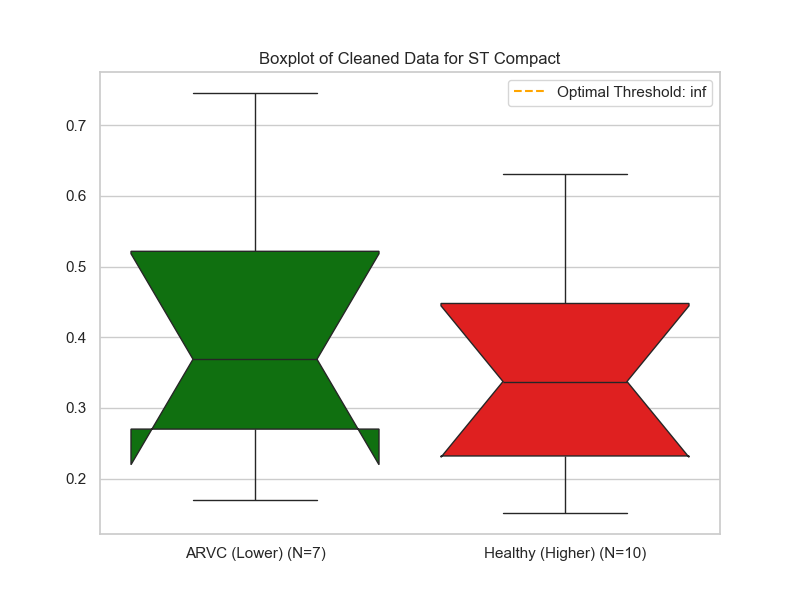 Boxplot of Cleaned Data for ST Compact
Optimal Threshold: inf
0.7
0.6
0.5
0.4
0.3
0.2
ARVC (Lower) (N=7)
Healthy (Higher) (N=10)